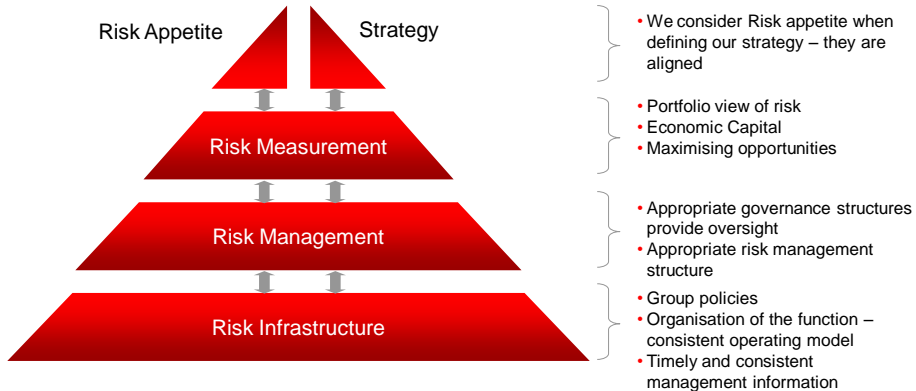 Risk Appetite
Strategy
• We consider Risk appetite when
defining our strategy – they are
aligned
Risk Measurement
• Portfolio view of risk
• Economic Capital
• Maximising opportunities
Risk Management
• Appropriate governance structures
provide oversight
• Appropriate risk management
structure
Risk Infrastructure
• Group policies
• Organisation of the function –
consistent operating model
• Timely and consistent
management information